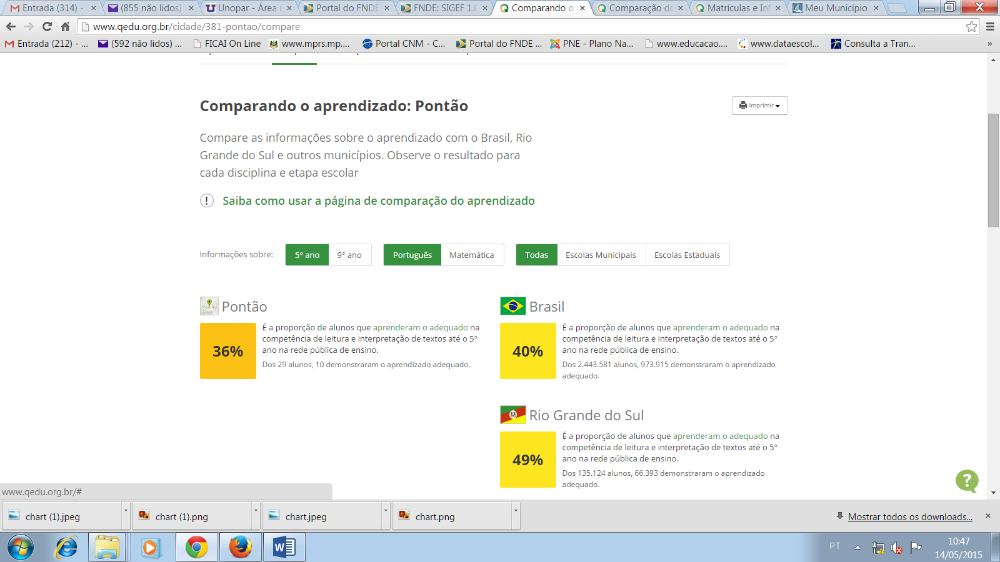 Entrada (314) -
(855 não lidos)
Unopar - Área
Portal do FNDE
FNDE: SIGEF 1.0
Comparando o
Comparação do
Matrículas e Inf
Meu Município
www.qedu.org.br/cidade/381-pontao/compare
Entrada (212) - ...
(592 não lidos) ...
FICAI On Line
www.mprs.mp....
Portal CNM - C...
Portal do FNDE ...
PNE - Plano Na...
www.educacao....
www.dataescol...
Consulta a Tran...
»
Comparando o aprendizado: Pontão
Imprimir
Compare as informações sobre o aprendizado com o Brasil, Rio
Grande do Sul e outros municípios. Observe o resultado para
cada disciplina e etapa escolar
! Saiba como usar a página de comparação do aprendizado
Informações sobre:
5º ano
9º ano
Português
Matemática
Todas
Escolas Municipais
Escolas Estaduais
Pontão
36%
É a proporção de alunos que aprenderam o adequado na
competência de leitura e interpretação de textos até o 5º
ano na rede pública de ensino.
Dos 29 alunos, 10 demonstraram o aprendizado adequado.
Brasil
40%
É a proporção de alunos que aprenderam o adequado na
competência de leitura e interpretação de textos até o 5º
ano na rede pública de ensino.
Dos 2.443.581 alunos, 973.915 demonstraram o aprendizado
adequado.
Rio Grande do Sul
49%
É a proporção de alunos que aprenderam o adequado na
competência de leitura e interpretação de textos até o 5º
ano na rede pública de ensino.
Dos 135.124 alunos, 66.393 demonstraram o aprendizado
adequado.
?
www.qedu.org.br/#
chart (1).jpeg
chart (1).png
chart.jpeg
chart.png
Mostrar todos os downloads...
PT
10:47
14/05/2015